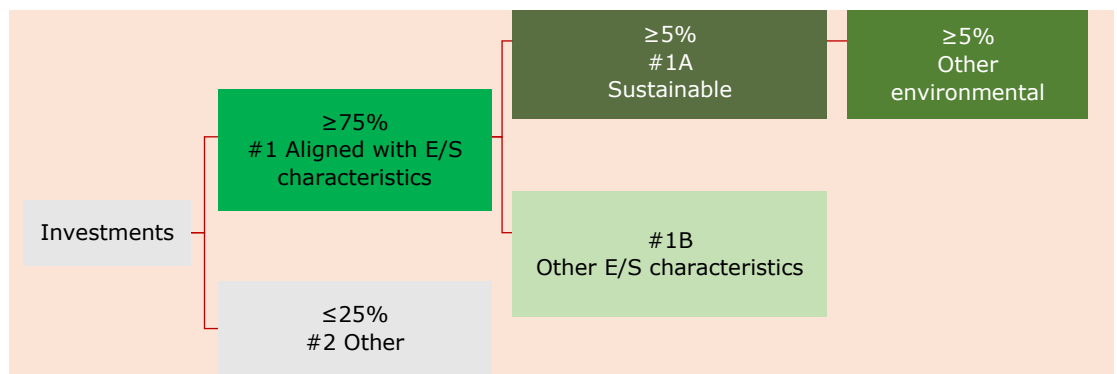 Investments
≥75%
#1 Aligned with E/S
characteristics
≤25%
#2 Other
≥5%
#1A
Sustainable
#1B
Other E/S characteristics
≥5%
Other
environmental